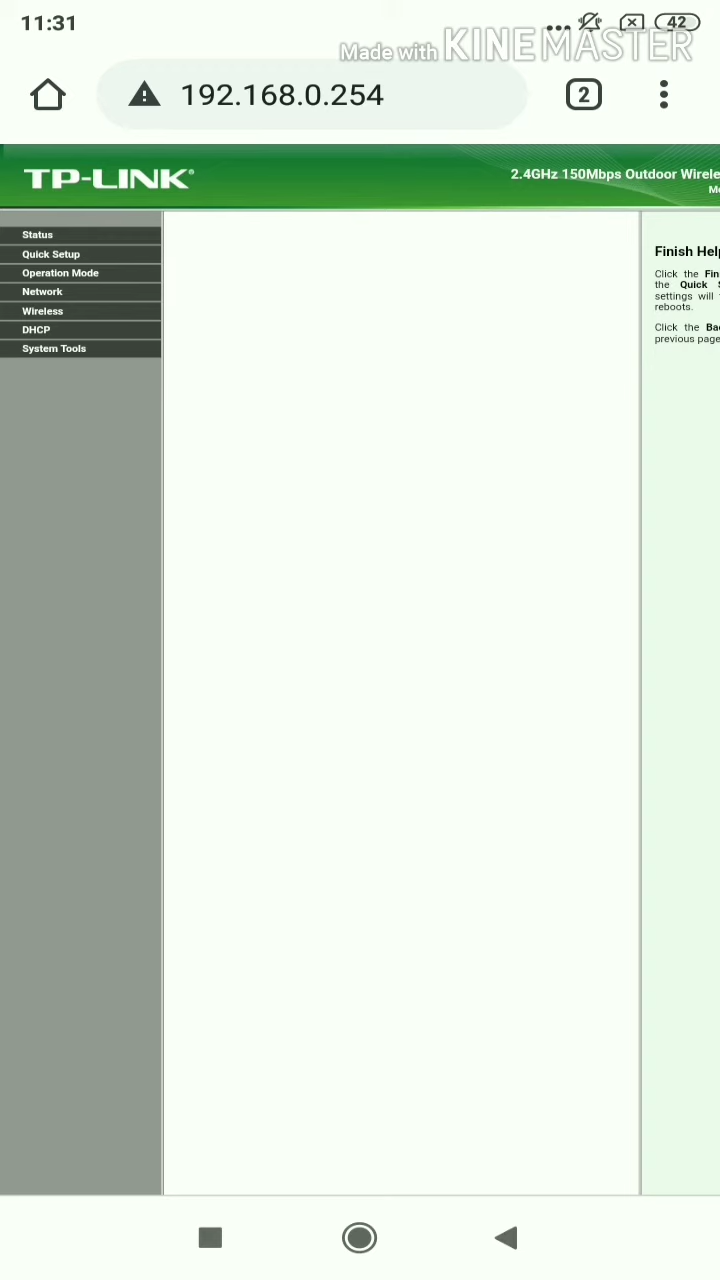 11:31
42
Made with KINEMASTER
192.168.0.254
2
TP-LINK®
2.4GHz 150Mbps Outdoor
Status
Quick Setup
Operation Mode
Network
Wireless
DHCP
System Tools
Finish
Click the
the Quick
settings will
reboots.
Click the
previous page